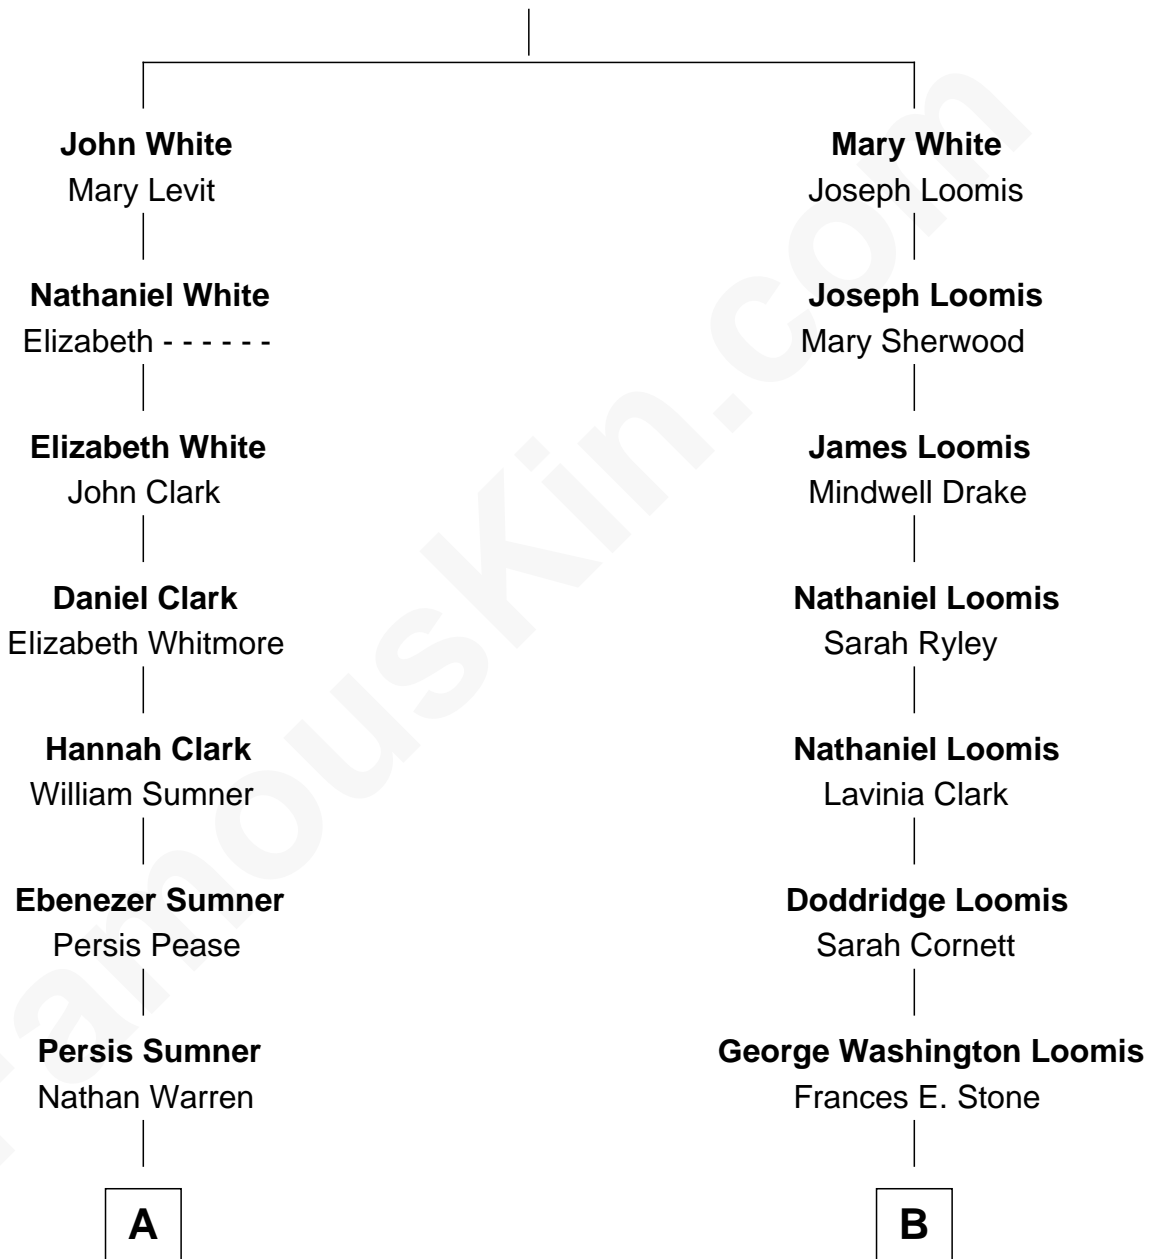 John White
Mary Levit
Nathaniel White
Elizabeth - - - - - -
Elizabeth White
John Clark
Daniel Clark
Elizabeth Whitmore
Hannah Clark
William Sumner
Ebenezer Sumner
Persis Pease
Persis Sumner
Nathan Warren
A
Mary White
Joseph Loomis
Joseph Loomis
Mary Sherwood
James Loomis
Mindwell Drake
Nathaniel Loomis
Sarah Ryley
Nathaniel Loomis
Lavinia Clark
Doddridge Loomis
Sarah Cornett
George Washington Loomis
Frances E. Stone
B
FamousKin.com